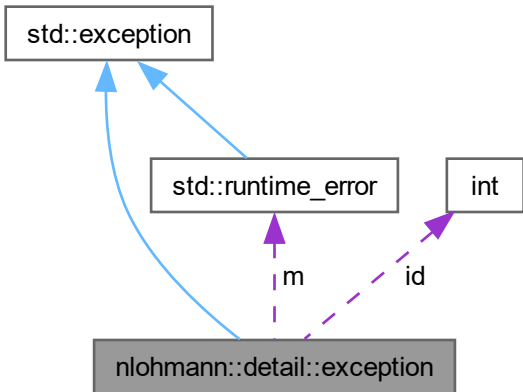 std::exception
std::runtime_error
int
m
id
nlohmann::detail::exception